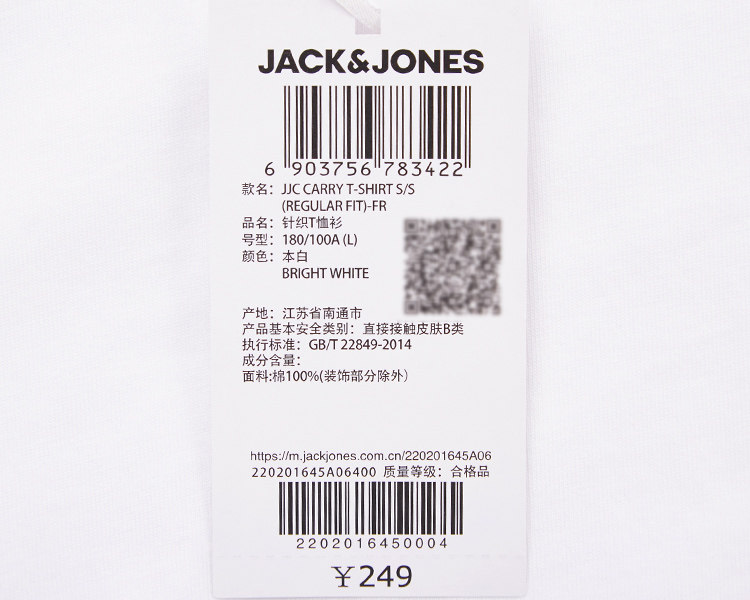 JACK&JONES
6 903756 783422
款名： JJC CARRY T-SHIRT S/S
(REGULAR FIT)-FR
品名： 针织T恤衫
号型： 180/100A (L)
颜色： 本白
BRIGHT WHITE
产地： 江苏省南通市
产品基本安全类别： 直接接触皮肤B类
执行标准： GB/T 22849-2014
成分含量：
面料:棉100%(装饰部分除外)
https://m.jackjones.com.cn/220201645A06
220201645A06400 质量等级：合格品
2202016450004
￥249